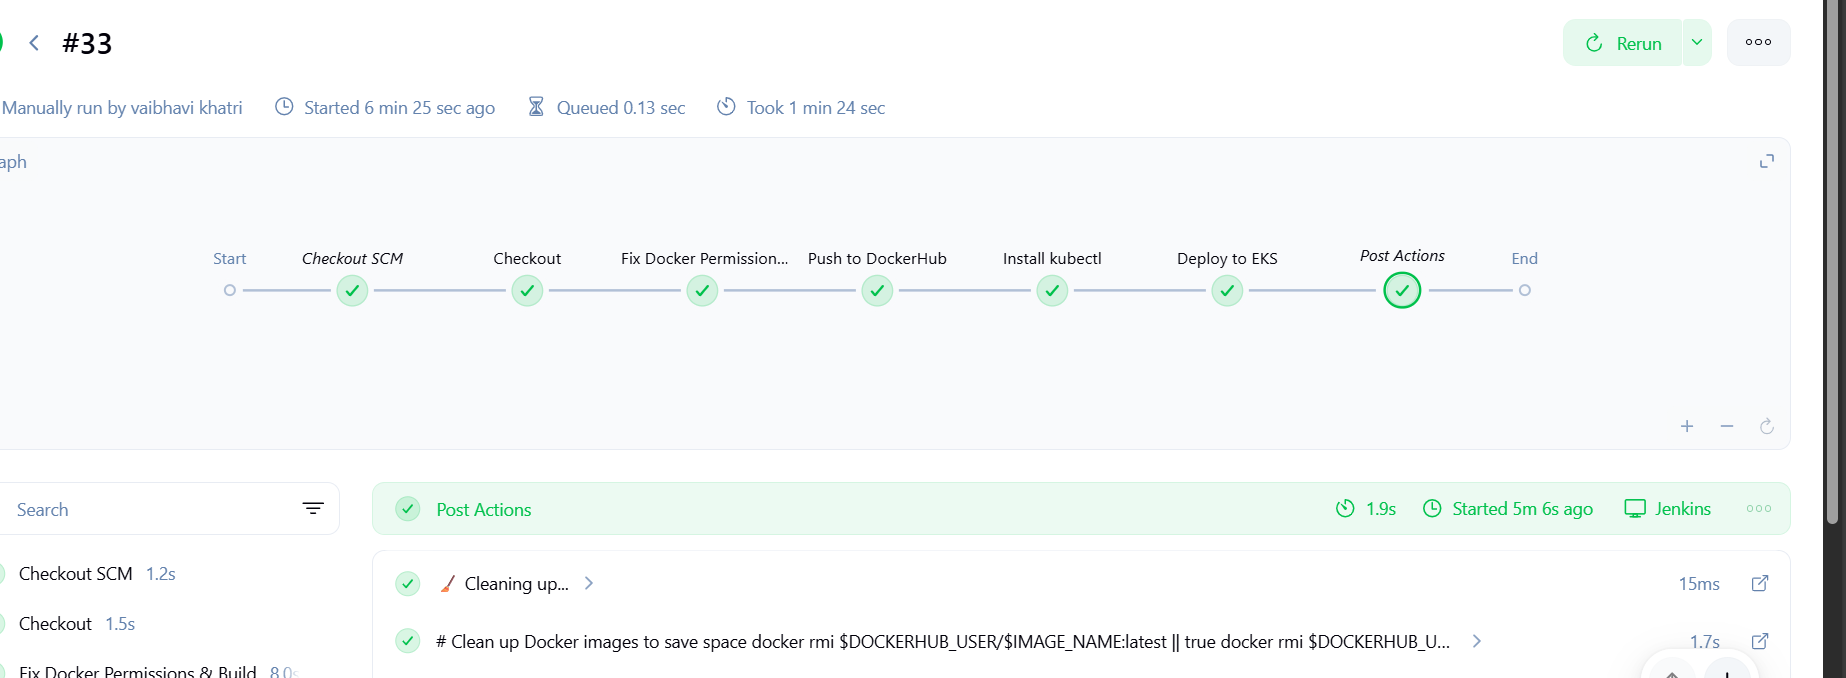 #33
Rerun
Manually run by vaibhavi khatri
Started 6 min 25 sec ago
Queued 0.13 sec
Took 1 min 24 sec
aph
Start
Checkout SCM
Checkout
Fix Docker Permission...
Push to DockerHub
Install kubectl
Deploy to EKS
Post Actions
End
Search
Post Actions
1.9s
Started 5m 6s ago
Jenkins
Checkout SCM 1.2s
Cleaning up...
15ms
Checkout 1.5s
# Clean up Docker images to save space docker rmi $DOCKERHUB_USER/$IMAGE_NAME:latest || true docker rmi $DOCKERHUB_U...
1.7s
Fix Docker Permissions & Build 8.0s